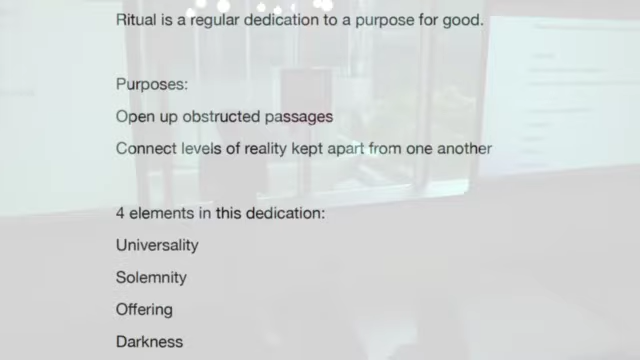 Ritual is a regular dedication to a purpose for good.
Purposes:
Open up obstructed passages
Connect levels of reality kept apart from one another
4 elements in this dedication:
Universality
Solemnity
Offering
Darkness